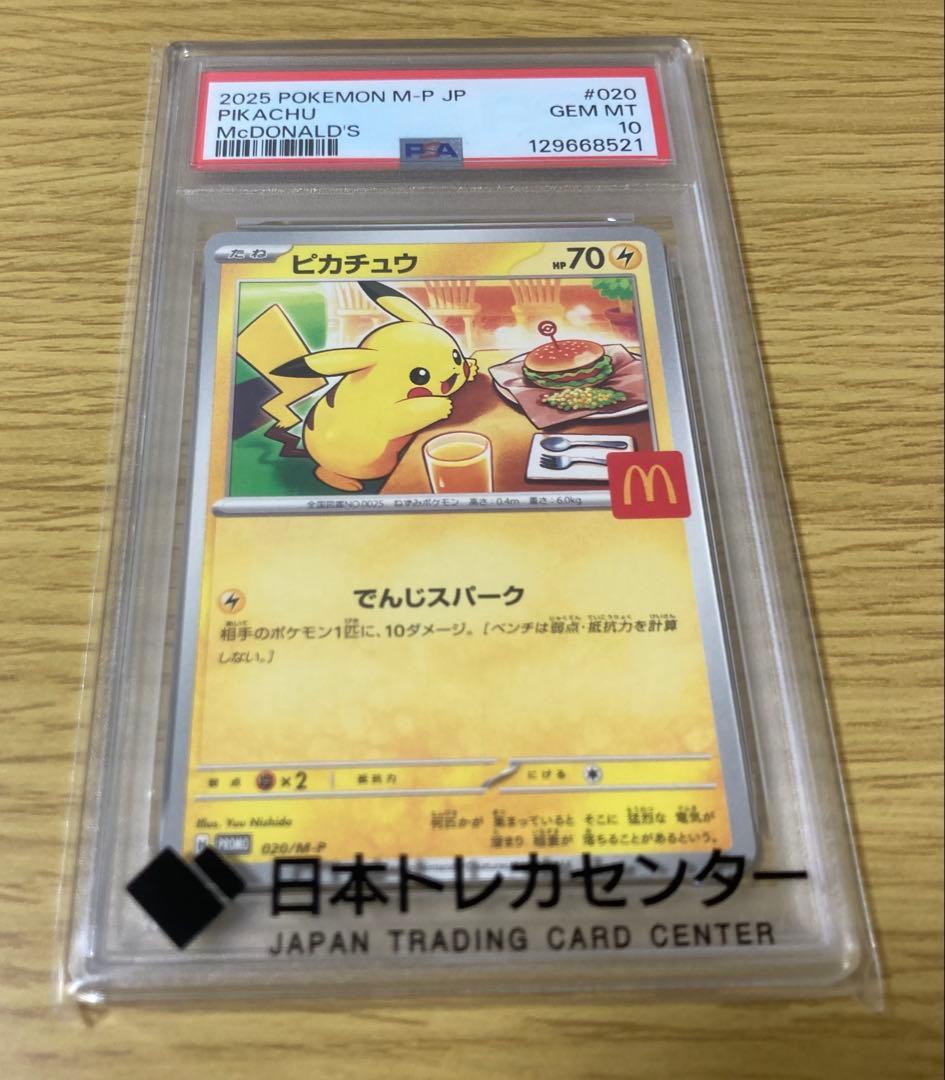 2025 POKEMON M-P JP
#020
PIKACHU
GEM MT
McDONALD'S
10
PSA
129668521
たね
ピカチュウ
HP70
M
全国図鑑NO.0025 ねずみポケモン 高さ:0.4m 重さ:6.0kg
でんじスパーク
相手のポケモン1匹に、10ダメージ。[ベンチは弱点・抵抗力を計算
しない。]
弱点 ×2 抵抗力 にげる
Illus. Yuu Nishida
何匹かが 集まっていると そこに 猛烈な 電気が
溜まり 稲妻が 落ちることがあるという。
PROMO 020/M-P
日本トレカセンター
JAPAN TRADING CARD CENTER